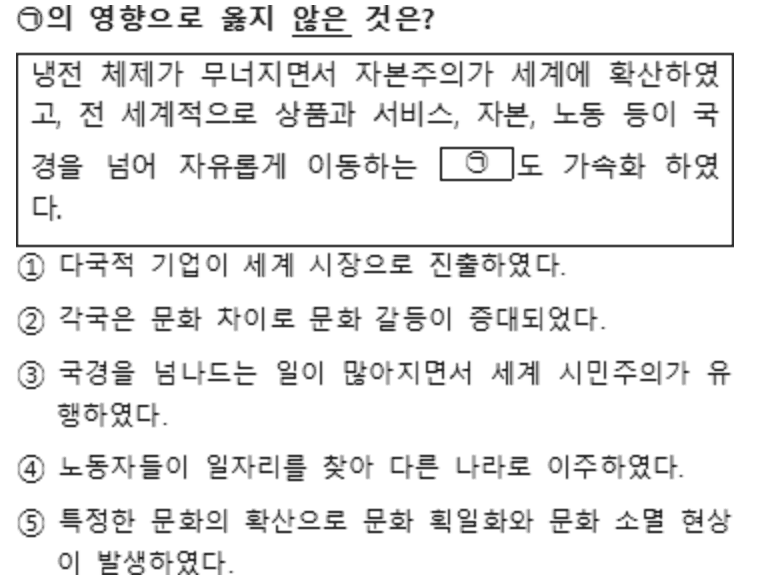 ㉠의 영향으로 옳지 않은 것은?
냉전 체제가 무너지면서 자본주의가 세계에 확산하였
고, 전 세계적으로 상품과 서비스, 자본, 노동 등이 국
경을 넘어 자유롭게 이동하는 ㉠도 가속화 하였
다.
① 다국적 기업이 세계 시장으로 진출하였다.
② 각국은 문화 차이로 문화 갈등이 증대되었다.
③ 국경을 넘나드는 일이 많아지면서 세계 시민주의가 유
행하였다.
④ 노동자들이 일자리를 찾아 다른 나라로 이주하였다.
⑤ 특정한 문화의 확산으로 문화 획일화와 문화 소멸 현상
이 발생하였다.